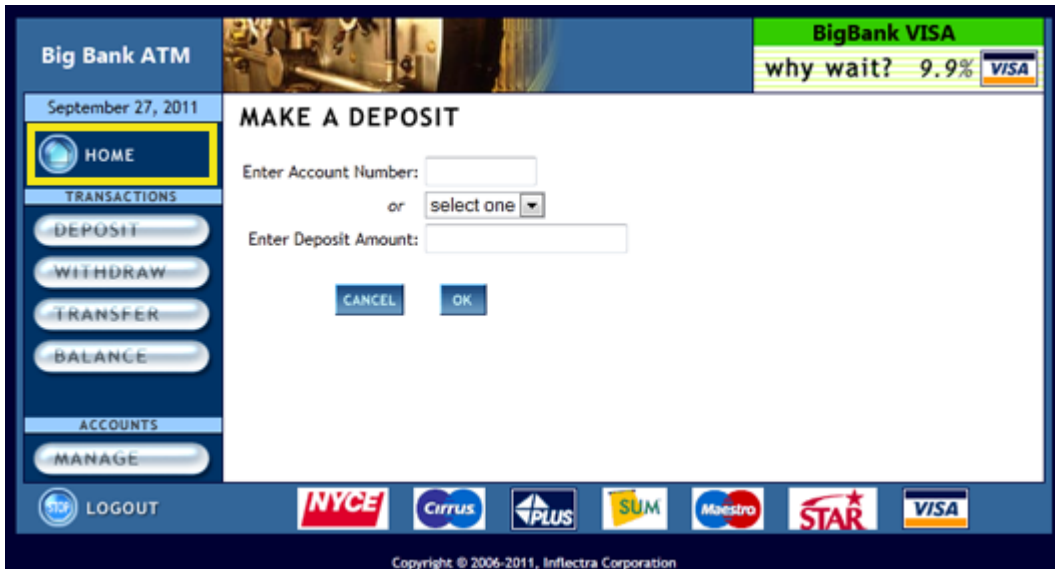 Big Bank ATM
BigBank VISA
why wait? 9.9% VISA
September 27, 2011
HOME
TRANSACTIONS
DEPOSIT
WITHDRAW
TRANSFER
BALANCE
ACCOUNTS
MANAGE
MAKE A DEPOSIT
Enter Account Number:
or select one
Enter Deposit Amount:
CANCEL OK
STOP LOGOUT
NYCE Cirrus PLUS SUM Maestro STAR VISA
Copyright © 2006-2011, Inflectra Corporation